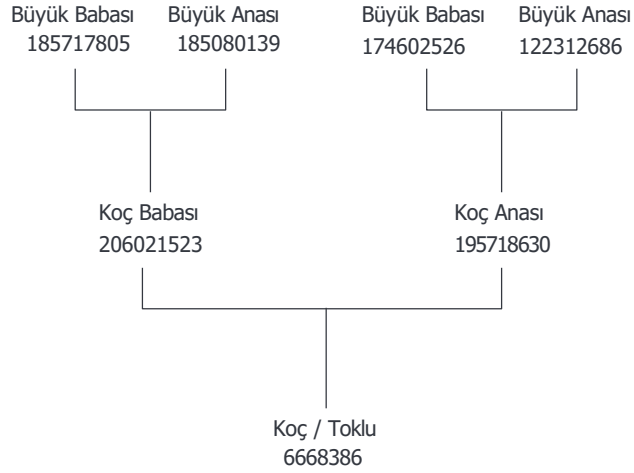 Büyük Babası Büyük Anası Büyük Babası Büyük Anası
185717805 185080139 174602526 122312686
Koç Babası Koç Anası
206021523 195718630
Koç / Toklu
6668386